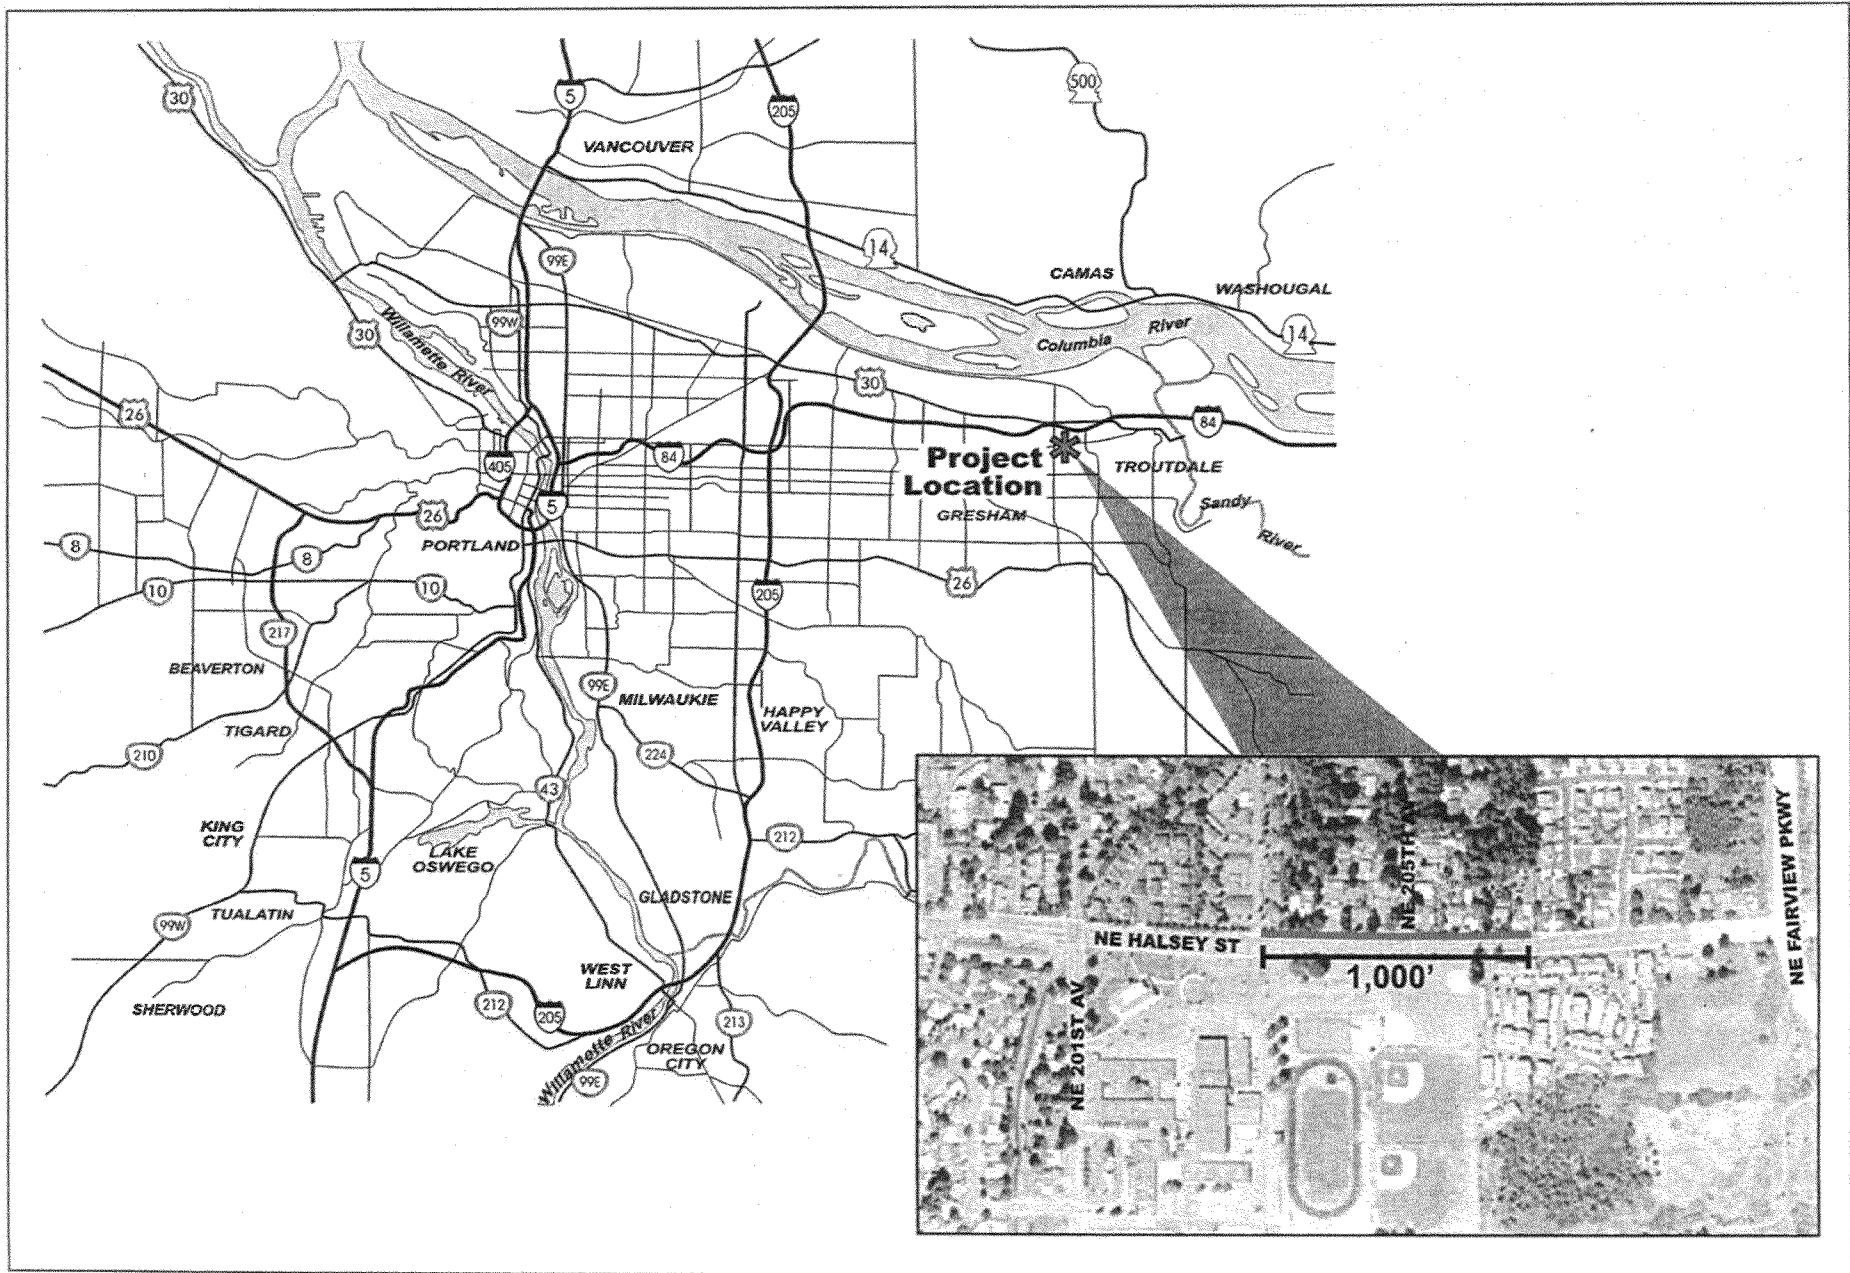 30
5
205
500
VANCOUVER
99E
14
CAMAS
WASHOUGAL
99W
30
Willamette River
River
Columbia
14
26
30
84
405
84
Project
Location
TROUTDALE
26
5
GRESHAM
Sandy
River
8
8
PORTLAND
10
10
205
26
217
BEAVERTON
99E
MILWAUKIE
HAPPY
VALLEY
TIGARD
210
224
43
KING
CITY
LAKE
OSWEGO
212
5
GLADSTONE
99W
TUALATIN
WEST
LINN
SHERWOOD
212
205
213
Willamette River
OREGON
CITY
99E
NE 205TH AV
NE FAIRVIEW PKWY
NE HALSEY ST
1,000’
NE 201ST AV